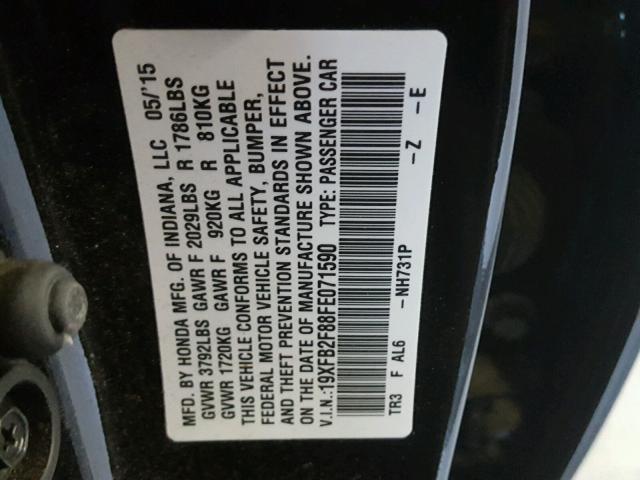 MFD. BY HONDA MFG. OF INDIANA, LLC 05/'15
GVWR 3792LBS GAWR F 2029LBS R 1786LBS
GVWR 1720KG GAWR F 920KG R 810KG
THIS VEHICLE CONFORMS TO ALL APPLICABLE
FEDERAL MOTOR VEHICLE SAFETY, BUMPER,
AND THEFT PREVENTION STANDARDS IN EFFECT
ON THE DATE OF MANUFACTURE SHOWN ABOVE.
V.I.N.:19XFB2F88FE071590 TYPE: PASSENGER CAR
TR3 F AL6 -NH731P -Z -E